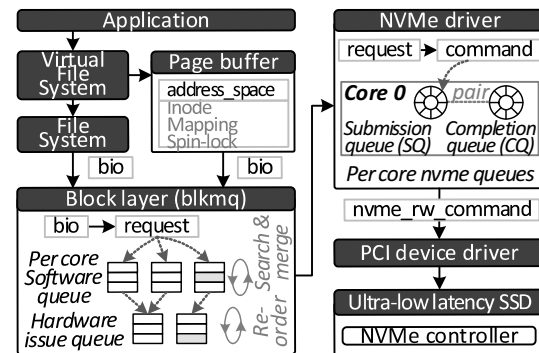 Application
Virtual
File
System
Page buffer
address_space
Inode
Mapping
Spin-lock
File
System
bio
bio
Block layer (blkmq)
bio
request
Per core
Software
queue
Search &
merge
Hardware
issue queue
Re-
order
NVMe driver
request
command
Core 0
pair
Submission
queue (SQ)
Completion
queue (CQ)
Per core nvme queues
nvme_rw_command
PCI device driver
Ultra-low latency SSD
NVMe controller